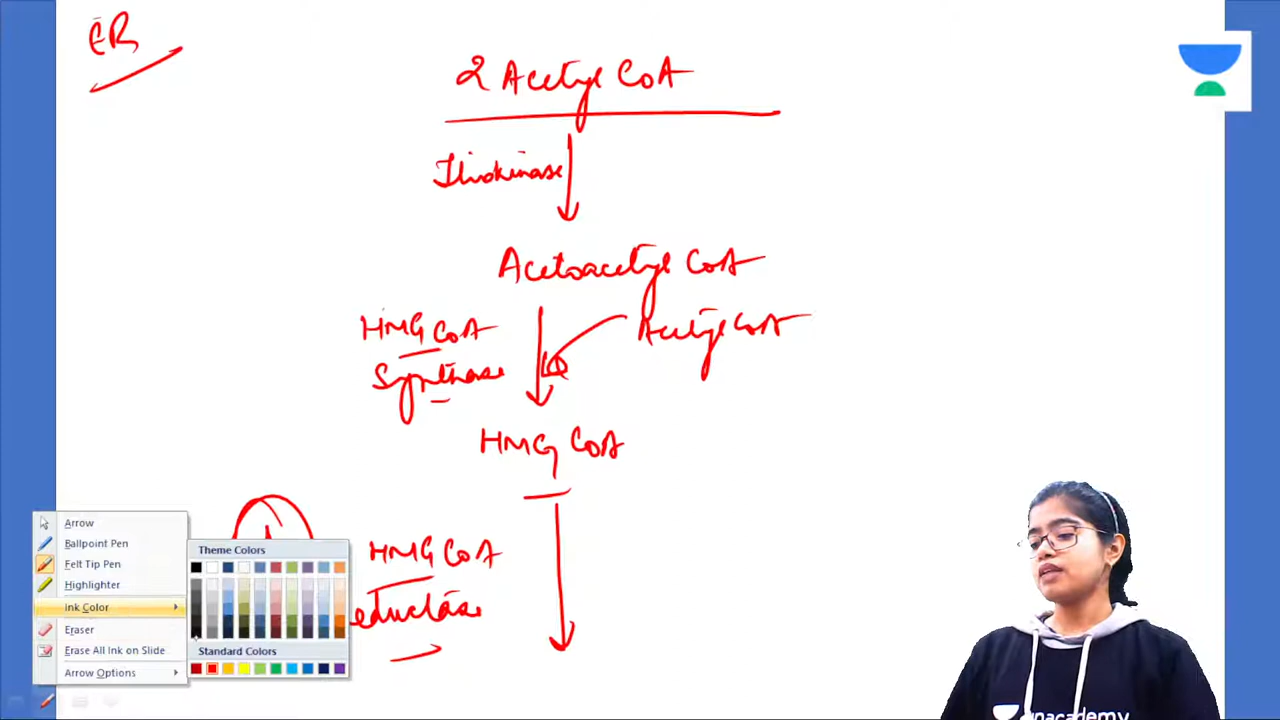 ER
2 Acetyl CoA
Thiokinase
Acetoacetyl CoA
HMG CoA
Synthase
Acetyl CoA
HMG CoA
HMG CoA
eductase
Arrow
Ballpoint Pen
Felt Tip Pen
Highlighter
Ink Color
Eraser
Erase All Ink on Slide
Arrow Options
Theme Colors
Standard Colors
unacademy